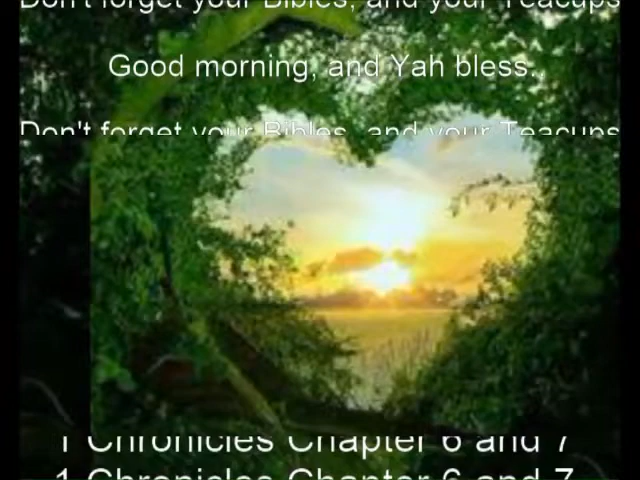 Don't forget your Bibles, and your Teacups
Good morning, and Yah bless..
Don't forget your Bibles, and your Teacups
1 Chronicles Chapter 6 and 7
1 Chronicles Chapter 6 and 7